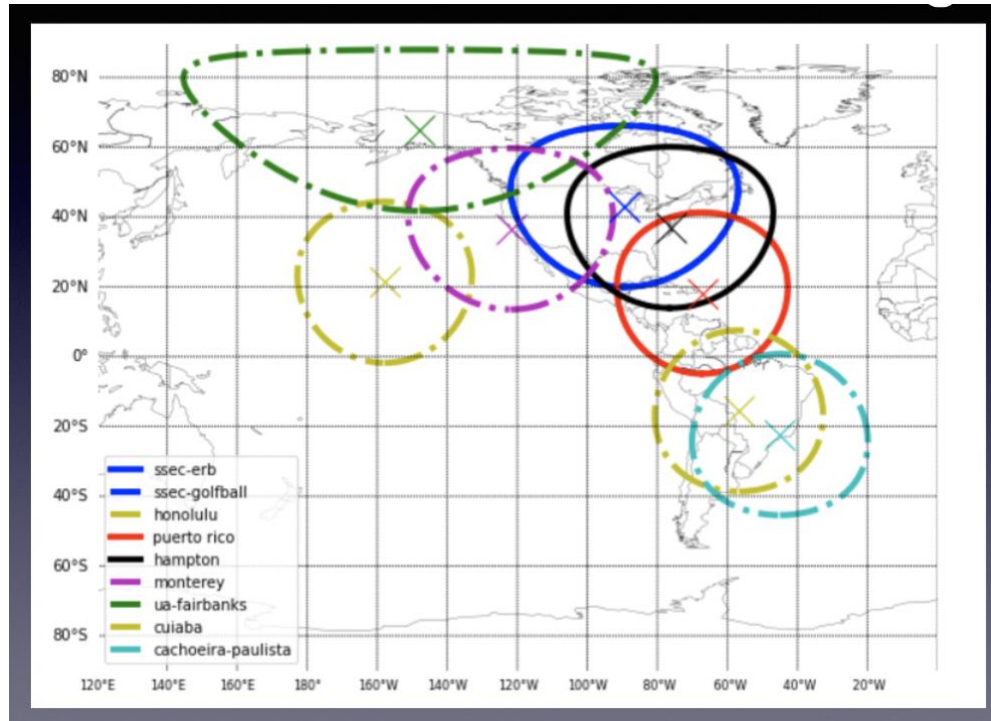 80°N
60°N
40°N
20°N
0°
20°S
40°S
60°S
80°S
ssec-erb
ssec-golfball
honolulu
puerto rico
hampton
monterey
ua-fairbanks
cuiaba
cachoeira-paulista
120°E 140°E 160°E 180° 160°W 140°W 120°W 100°W 80°W 60°W 40°W 20°W